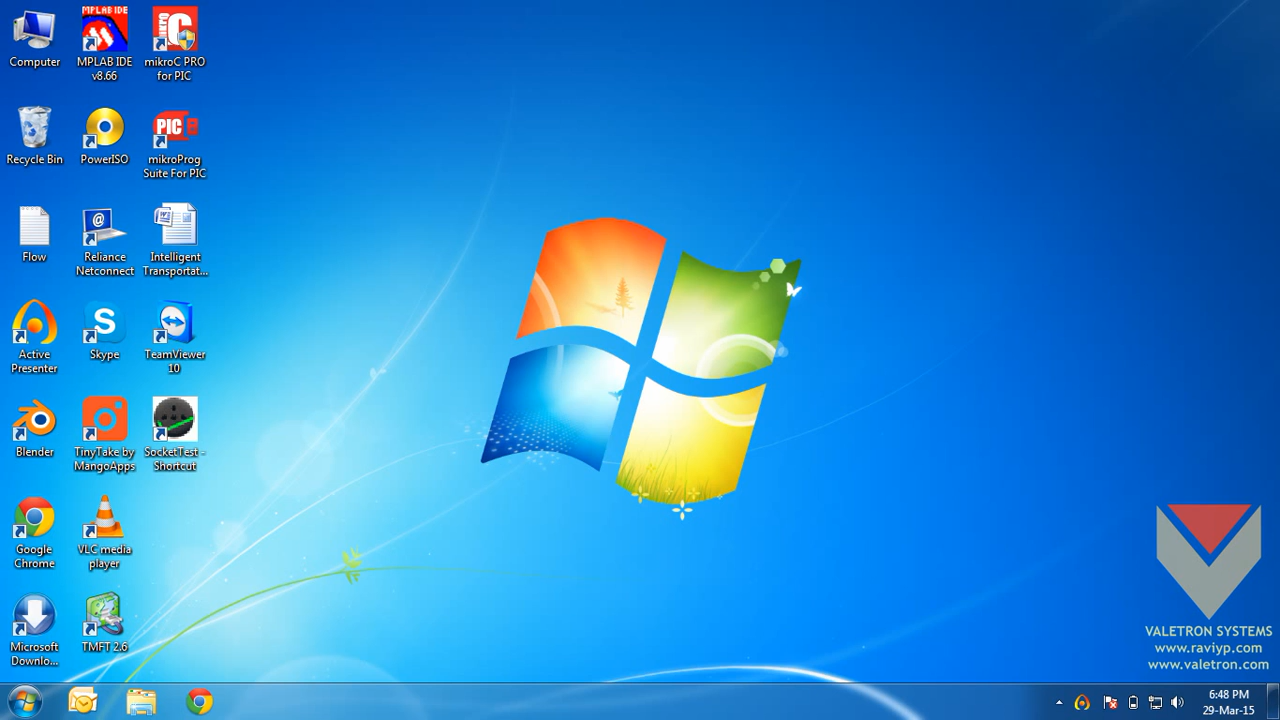 Computer
MPLAB IDE
MPLAB IDE
v8.66
mikroC PRO
for PIC
Recycle Bin
PowerISO
PIC
mikroProg
Suite For PIC
Flow
Reliance
Netconnect
Intelligent
Transportat...
Active
Presenter
Skype
TeamViewer
10
Blender
TinyTake by
MangoApps
SocketTest -
Shortcut
Google
Chrome
VLC media
player
Microsoft
Downlo...
TMFT 2.6
VALETRON SYSTEMS
www.raviyp.com
www.valetron.com
6:48 PM
29-Mar-15